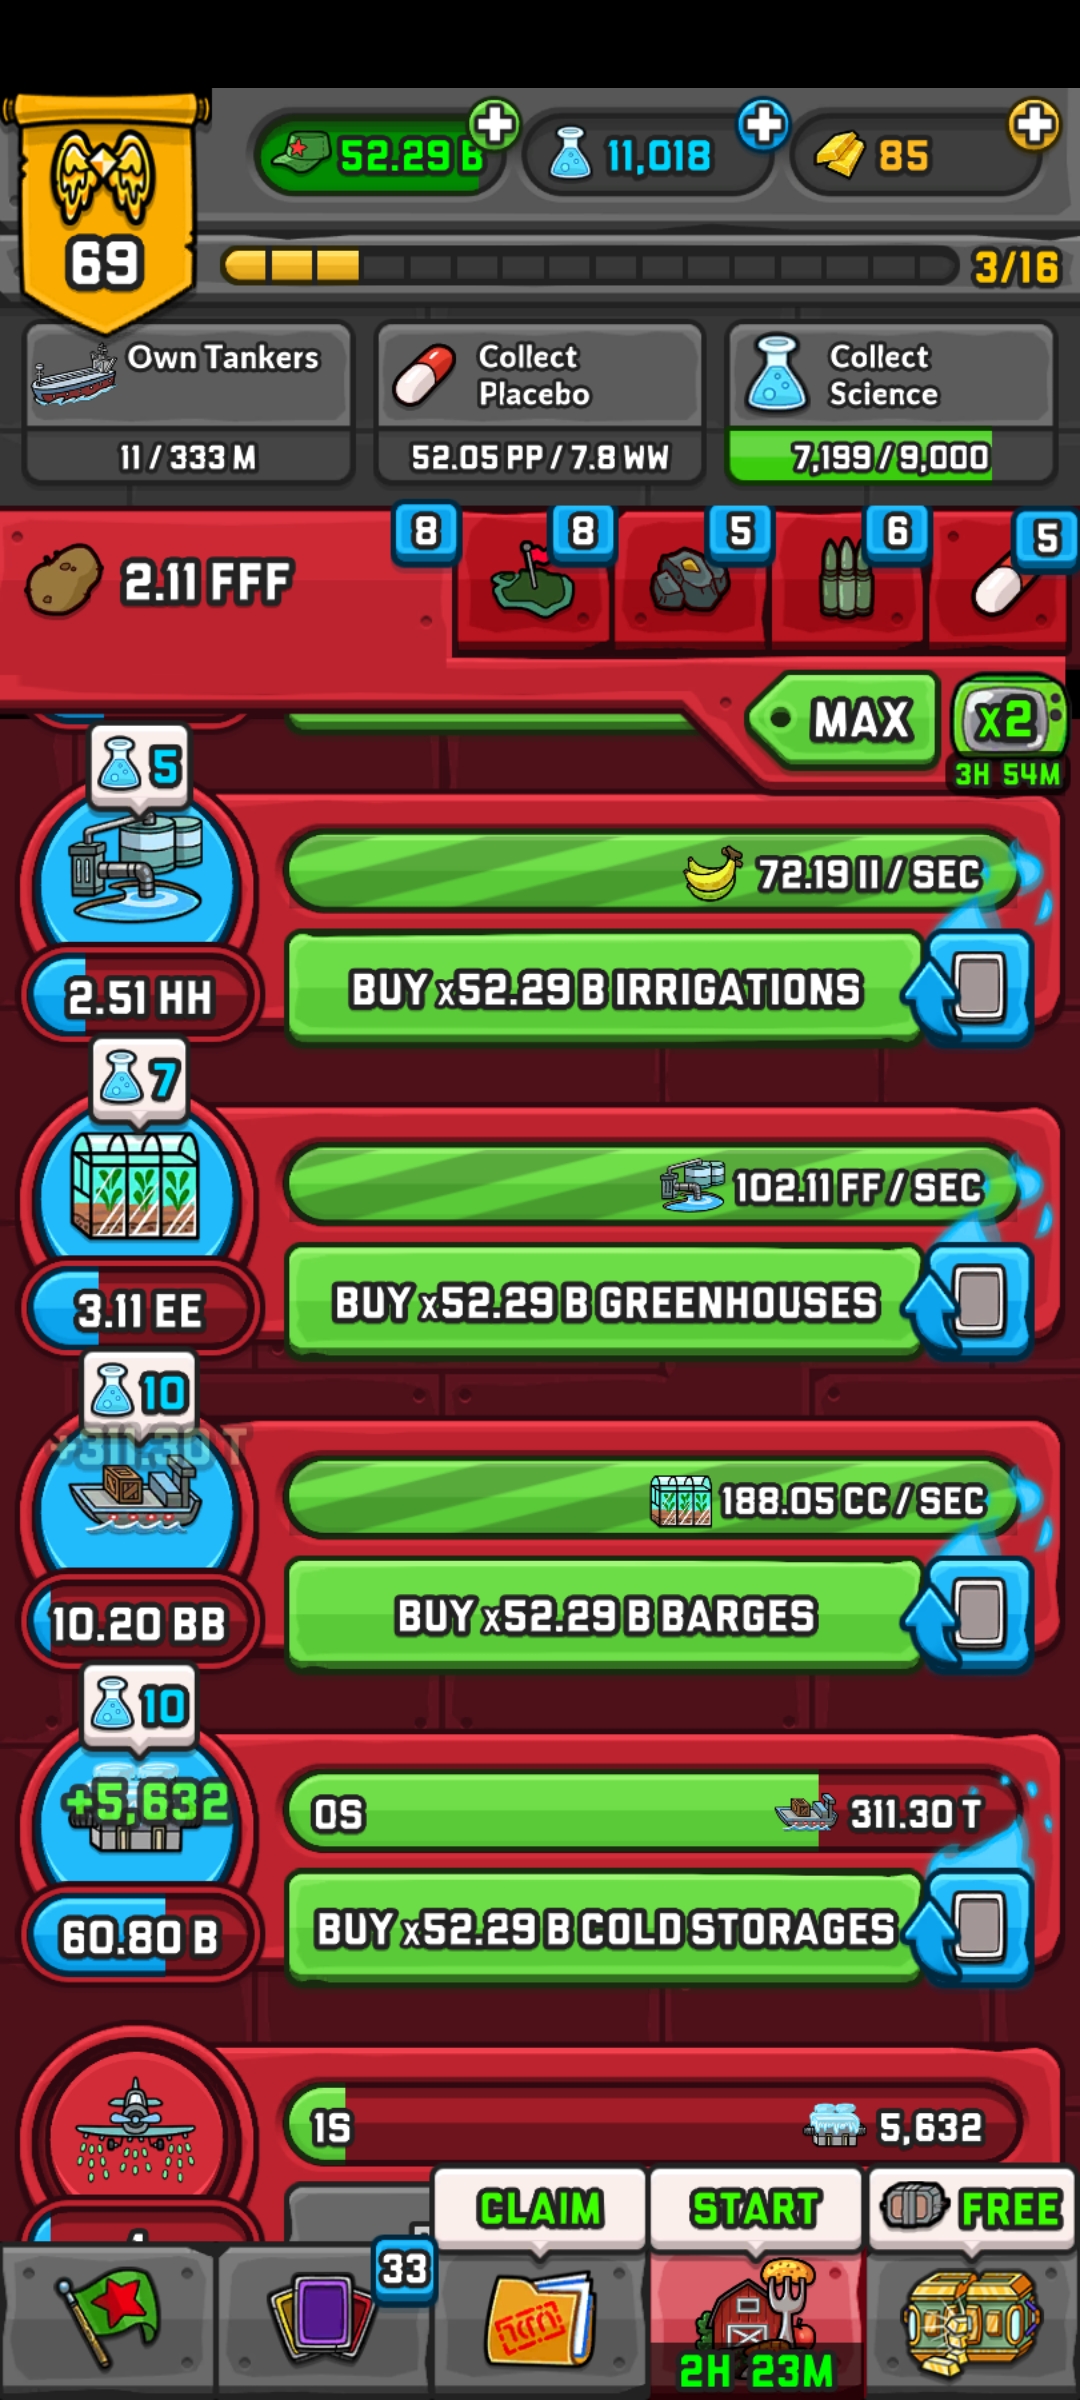 52.29 B
11,018
85
69
3/16
Own Tankers
11 / 333 M
Collect
Placebo
52.05 PP / 7.8 WW
Collect
Science
7,199 / 9,000
2.11 FFF
8
8
5
6
5
MAX
x2
3H 54M
5
72.19 II / SEC
2.51 HH
BUY x52.29 B IRRIGATIONS
7
102.11 FF / SEC
3.11 EE
BUY x52.29 B GREENHOUSES
10
+311.30 T
188.05 CC / SEC
10.20 BB
BUY x52.29 B BARGES
10
+5,632
0S
311.30 T
60.80 B
BUY x52.29 B COLD STORAGES
1S
5,632
CLAIM
START
FREE
33
2H 23M